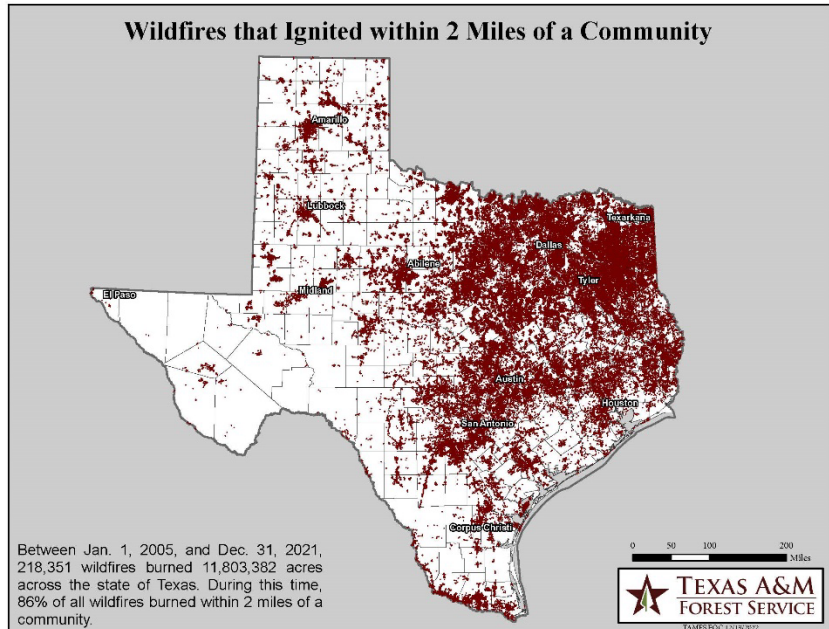 Wildfires that Ignited within 2 Miles of a Community
Amarillo
Lubbock
Texarkana
Dallas
Abilene
Tyler
Midland
El Paso
Austin
Houston
San Antonio
Corpus Christi
Between Jan. 1, 2005, and Dec. 31, 2021,
218,351 wildfires burned 11,803,382 acres
across the state of Texas. During this time,
86% of all wildfires burned within 2 miles of a
community.
0 50 100 200
Miles
TEXAS A&M
FOREST SERVICE